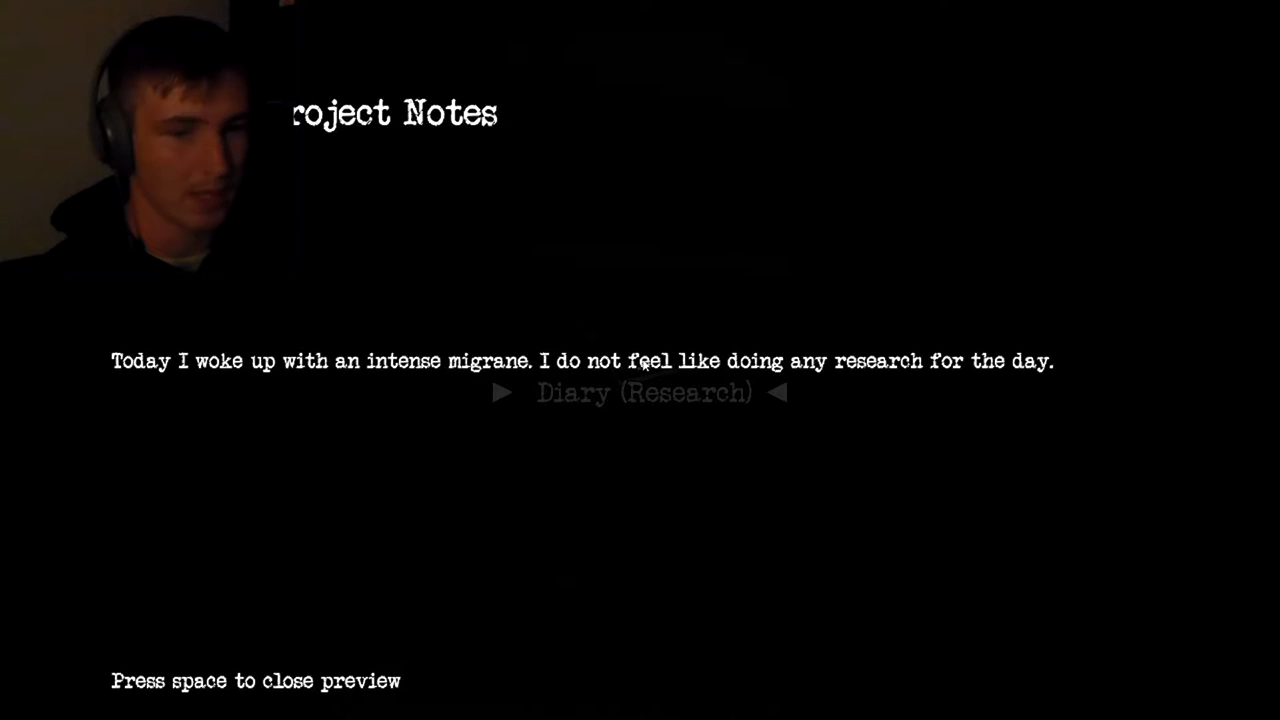 roject Notes
Today I woke up with an intense migrane. I do not feel like doing any research for the day.
Diary (Research)
Press space to close preview